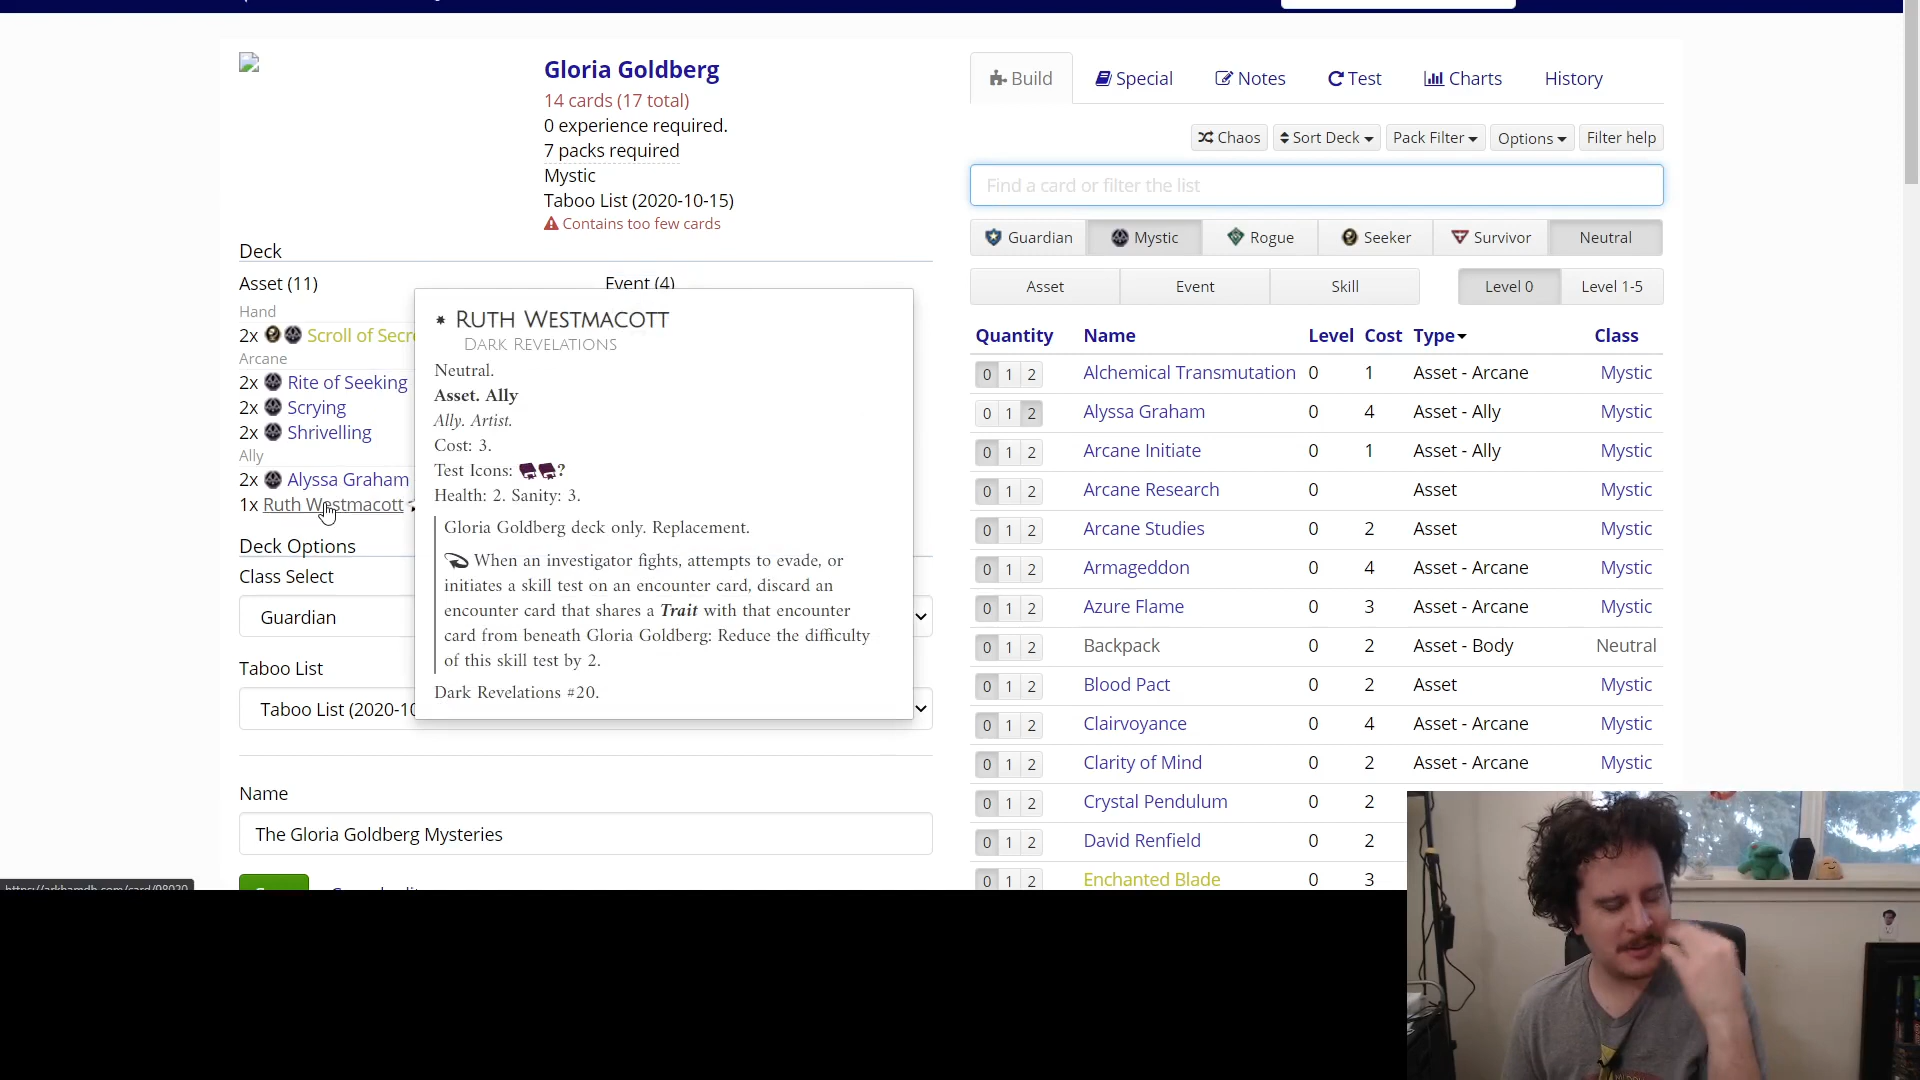 Gloria Goldberg
14 cards (17 total)
0 experience required.
7 packs required
Mystic
Taboo List (2020-10-15)
Contains too few cards
Deck
Asset (11)
Event (4)
Hand
2x Scroll of Secr
Arcane
2x Rite of Seeking
2x Scrying
2x Shrivelling
Ally
2x Alyssa Graham
1x Ruth Westmacott
RUTH WESTMACOTT
DARK REVELATIONS
Neutral.
Asset. Ally
Ally. Artist.
Cost: 3.
Test Icons: ?
Health: 2. Sanity: 3.
Gloria Goldberg deck only. Replacement.
When an investigator fights, attempts to evade, or
initiates a skill test on an encounter card, discard an
encounter card that shares a Trait with that encounter
card from beneath Gloria Goldberg: Reduce the difficulty
of this skill test by 2.
Dark Revelations #20.
Deck Options
Class Select
Guardian
Taboo List
Taboo List (2020-10
Name
The Gloria Goldberg Mysteries
https://arkhamdb.com/card/98020
Build Special Notes Test Charts History
Chaos Sort Deck Pack Filter Options Filter help
Find a card or filter the list
Guardian Mystic Rogue Seeker Survivor Neutral
Asset Event Skill Level 0 Level 1-5
Quantity Name Level Cost Type Class
0 1 2 Alchemical Transmutation 0 1 Asset - Arcane Mystic
0 1 2 Alyssa Graham 0 4 Asset - Ally Mystic
0 1 2 Arcane Initiate 0 1 Asset - Ally Mystic
0 1 2 Arcane Research 0 Asset Mystic
0 1 2 Arcane Studies 0 2 Asset Mystic
0 1 2 Armageddon 0 4 Asset - Arcane Mystic
0 1 2 Azure Flame 0 3 Asset - Arcane Mystic
0 1 2 Backpack 0 2 Asset - Body Neutral
0 1 2 Blood Pact 0 2 Asset Mystic
0 1 2 Clairvoyance 0 4 Asset - Arcane Mystic
0 1 2 Clarity of Mind 0 2 Asset - Arcane Mystic
0 1 2 Crystal Pendulum 0 2
0 1 2 David Renfield 0 2
0 1 2 Enchanted Blade 0 3